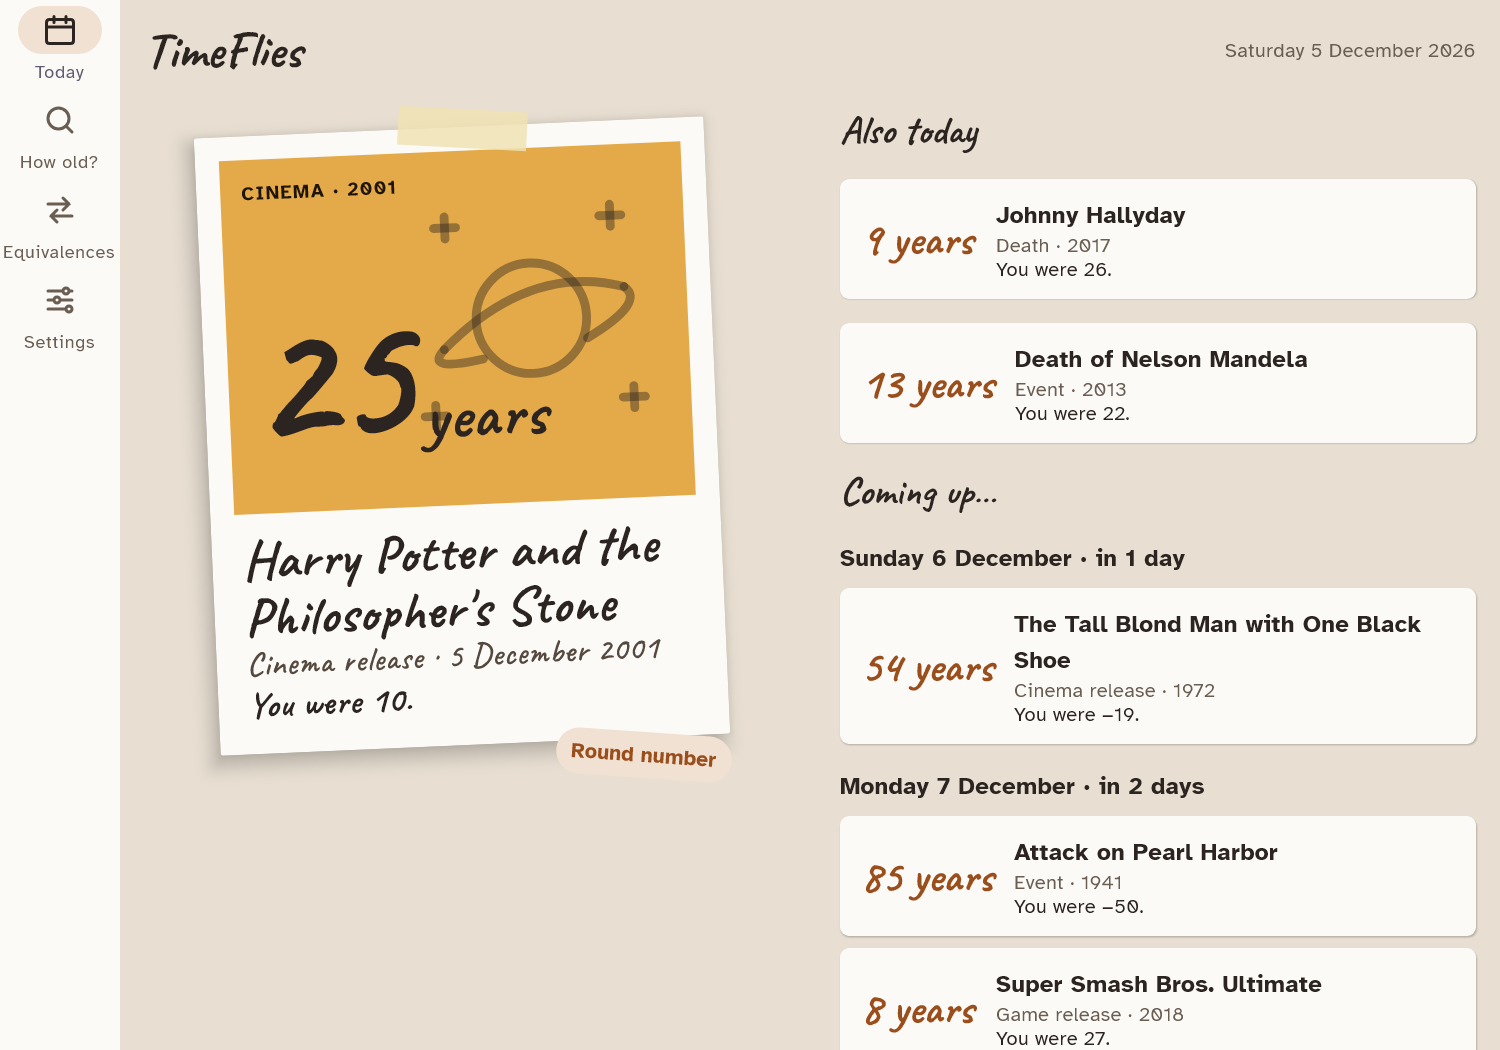 Today
How old?
Equivalences
Settings
TimeFlies
Saturday 5 December 2026
CINEMA · 2001
25 years
Harry Potter and the
Philosopher's Stone
Cinema release · 5 December 2001
You were 10.
Round number
Also today
9 years
Johnny Hallyday
Death · 2017
You were 26.
13 years
Death of Nelson Mandela
Event · 2013
You were 22.
Coming up...
Sunday 6 December · in 1 day
54 years
The Tall Blond Man with One Black
Shoe
Cinema release · 1972
You were −19.
Monday 7 December · in 2 days
85 years
Attack on Pearl Harbor
Event · 1941
You were −50.
8 years
Super Smash Bros. Ultimate
Game release · 2018
You were 27.